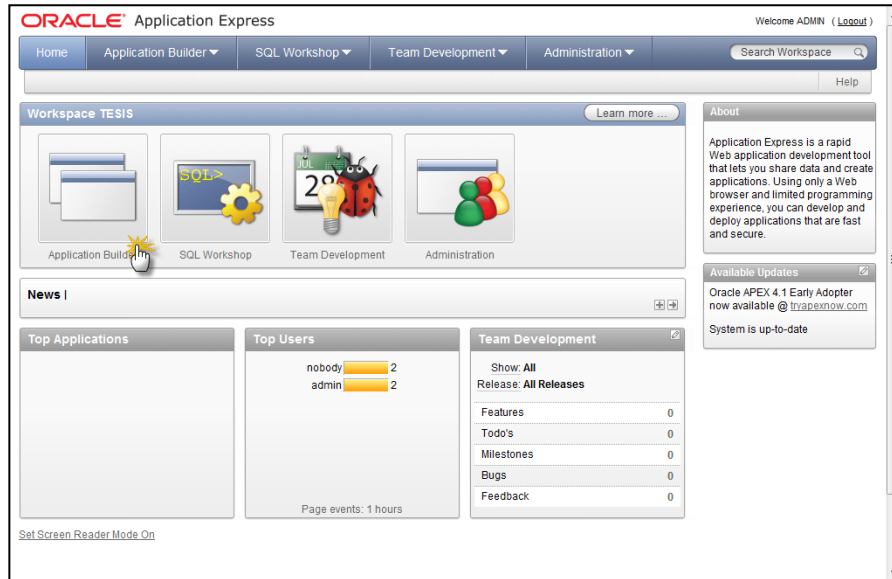 ORACLE Application Express
Welcome ADMIN ( Logout )
Home Application Builder SQL Workshop Team Development Administration Search Workspace
Help
Workspace TESIS Learn more ...
SQL>
JUL
28
Application Builde
SQL Workshop
Team Development
Administration
About
Application Express is a rapid
Web application development tool
that lets you share data and create
applications. Using only a Web
browser and limited programming
experience, you can develop and
deploy applications that are fast
and secure.
Available Updates
Oracle APEX 4.1 Early Adopter
now available @ tryapexnow.com
System is up-to-date
News |
Top Applications
Top Users
nobody 2
admin 2
Page events: 1 hours
Team Development
Show: All
Release: All Releases
Features 0
Todo's 0
Milestones 0
Bugs 0
Feedback 0
Set Screen Reader Mode On